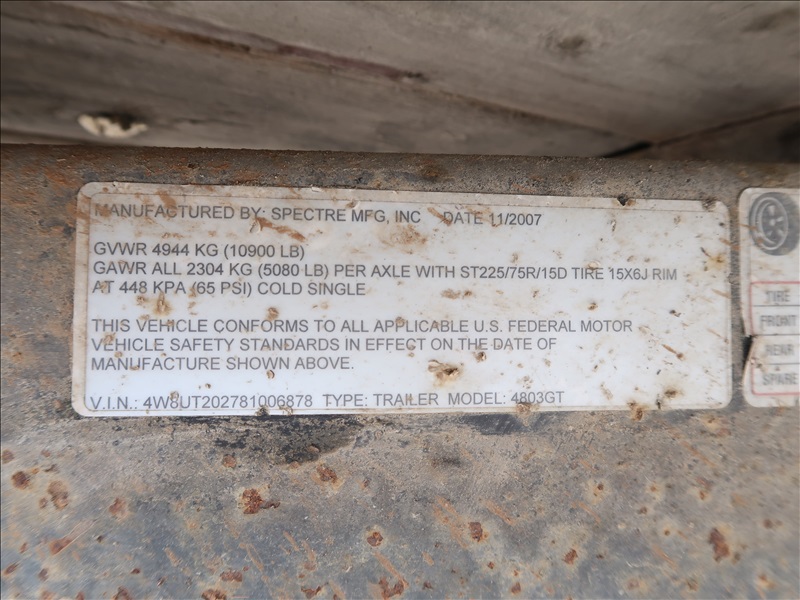 MANUFACTURED BY: SPECTRE MFG, INC DATE 11/2007
GVWR 4944 KG (10900 LB)
GAWR ALL 2304 KG (5080 LB) PER AXLE WITH ST225/75R/15D TIRE 15X6J RIM
AT 448 KPA (65 PSI) COLD SINGLE
THIS VEHICLE CONFORMS TO ALL APPLICABLE U.S. FEDERAL MOTOR
VEHICLE SAFETY STANDARDS IN EFFECT ON THE DATE OF
MANUFACTURE SHOWN ABOVE.
V.I.N.: 4W8UT202781006878 TYPE: TRAILER MODEL: 4803GT
TIRE
FRONT
REAR
SPARE